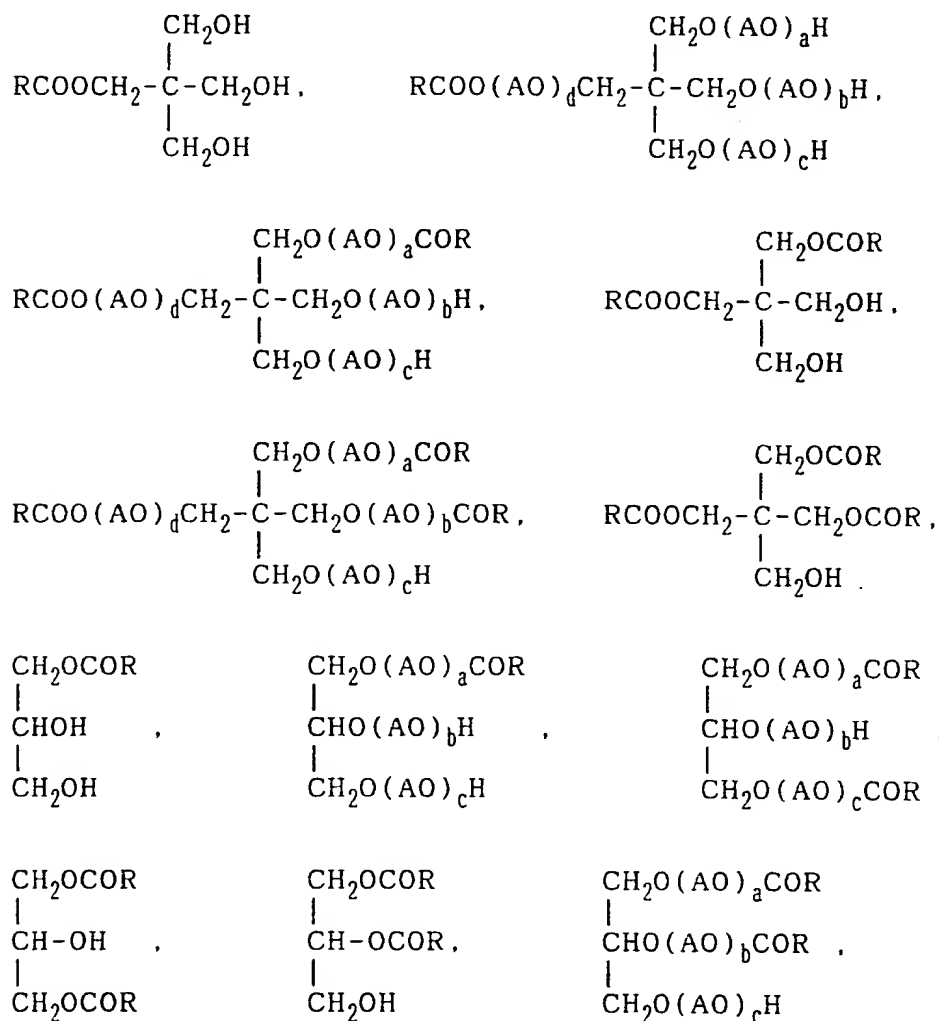 CH₂OH CH₂O(AO)ₐH
RCOOCH₂-C-CH₂OH, RCOO(AO)dCH₂-C-CH₂O(AO)bH,
CH₂OH CH₂O(AO)cH
CH₂O(AO)ₐCOR CH₂OCOR
RCOO(AO)dCH₂-C-CH₂O(AO)bH, RCOOCH₂-C-CH₂OH,
CH₂O(AO)cH CH₂OH
CH₂O(AO)ₐCOR CH₂OCOR
RCOO(AO)dCH₂-C-CH₂O(AO)bCOR, RCOOCH₂-C-CH₂OCOR,
CH₂O(AO)cH CH₂OH .
CH₂OCOR CH₂O(AO)ₐCOR CH₂O(AO)ₐCOR
CHOH , CHO(AO)bH , CHO(AO)bH ,
CH₂OH CH₂O(AO)cH CH₂O(AO)cCOR
CH₂OCOR CH₂OCOR CH₂O(AO)ₐCOR
CH-OH , CH-OCOR, CHO(AO)bCOR ,
CH₂OCOR CH₂OH CH₂O(AO)cH